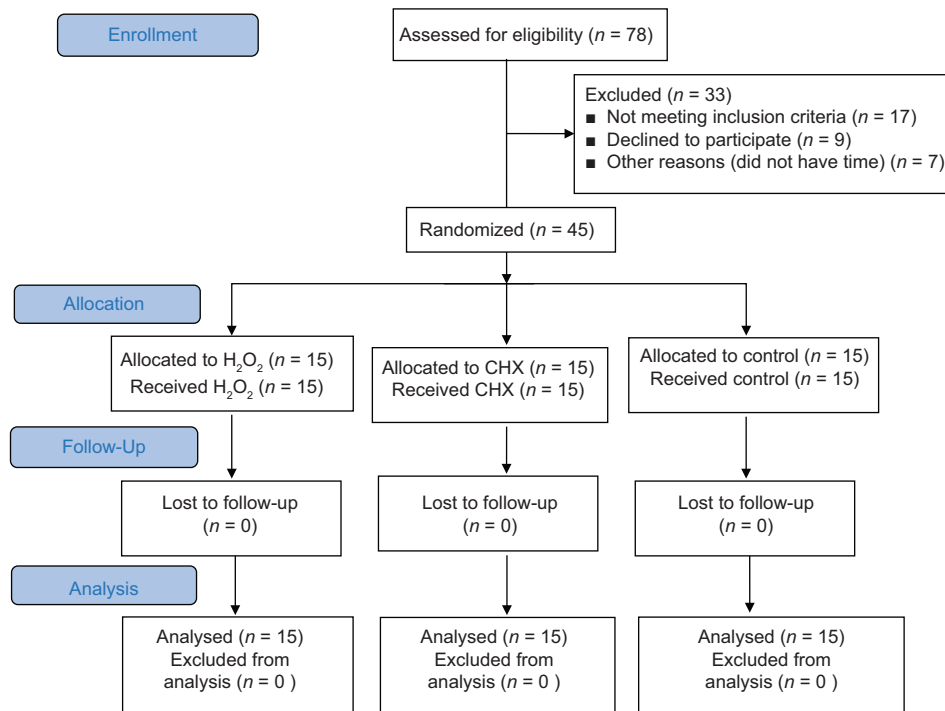 Enrollment
Assessed for eligibility (n = 78)
Excluded (n = 33)
■ Not meeting inclusion criteria (n = 17)
■ Declined to participate (n = 9)
■ Other reasons (did not have time) (n = 7)
Randomized (n = 45)
Allocation
Allocated to H₂O₂ (n = 15)
Received H₂O₂ (n = 15)
Allocated to CHX (n = 15)
Received CHX (n = 15)
Allocated to control (n = 15)
Received control (n = 15)
Follow-Up
Lost to follow-up
(n = 0)
Lost to follow-up
(n = 0)
Lost to follow-up
(n = 0)
Analysis
Analysed (n = 15)
Excluded from
analysis (n = 0 )
Analysed (n = 15)
Excluded from
analysis (n = 0 )
Analysed (n = 15)
Excluded from
analysis (n = 0 )